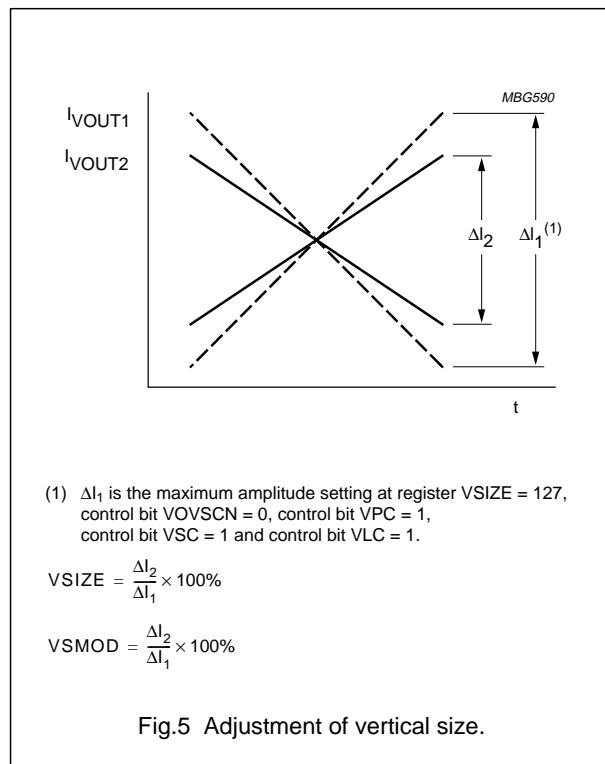 MBG590
IVOUT1
IVOUT2
ΔI2
ΔI1(1)
t
(1) ΔI1 is the maximum amplitude setting at register VSIZE = 127,
control bit VOVSCN = 0, control bit VPC = 1,
control bit VSC = 1 and control bit VLC = 1.
VSIZE = ΔI2/ΔI1 × 100%
VSMOD = ΔI2/ΔI1 × 100%
Fig.5 Adjustment of vertical size.